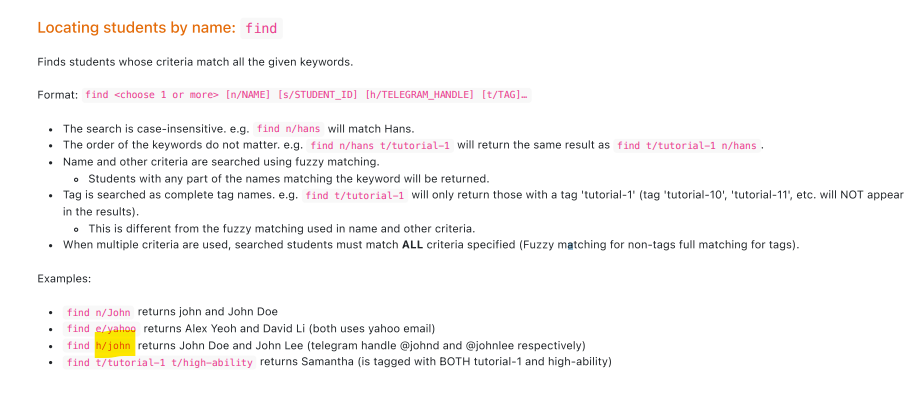 Locating students by name: find
Finds students whose criteria match all the given keywords.
Format: find <choose 1 or more> [n/NAME] [s/STUDENT_ID] [h/TELEGRAM_HANDLE] [t/TAG]…
• The search is case-insensitive. e.g. find n/hans will match Hans.
• The order of the keywords do not matter. e.g. find n/hans t/tutorial-1 will return the same result as find t/tutorial-1 n/hans .
• Name and other criteria are searched using fuzzy matching.
◦ Students with any part of the names matching the keyword will be returned.
• Tag is searched as complete tag names. e.g. find t/tutorial-1 will only return those with a tag 'tutorial-1' (tag 'tutorial-10', 'tutorial-11', etc. will NOT appear
in the results).
◦ This is different from the fuzzy matching used in name and other criteria.
• When multiple criteria are used, searched students must match ALL criteria specified (Fuzzy matching for non-tags full matching for tags).
Examples:
• find n/John returns john and John Doe
• find e/yahoo returns Alex Yeoh and David Li (both uses yahoo email)
• find h/john returns John Doe and John Lee (telegram handle @johnd and @johnlee respectively)
• find t/tutorial-1 t/high-ability returns Samantha (is tagged with BOTH tutorial-1 and high-ability)